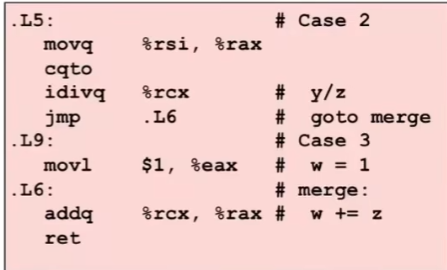 .L5: # Case 2
movq %rsi, %rax
cqto
idivq %rcx # y/z
jmp .L6 # goto merge
.L9: # Case 3
movl $1, %eax # w = 1
.L6: # merge:
addq %rcx, %rax # w += z
ret